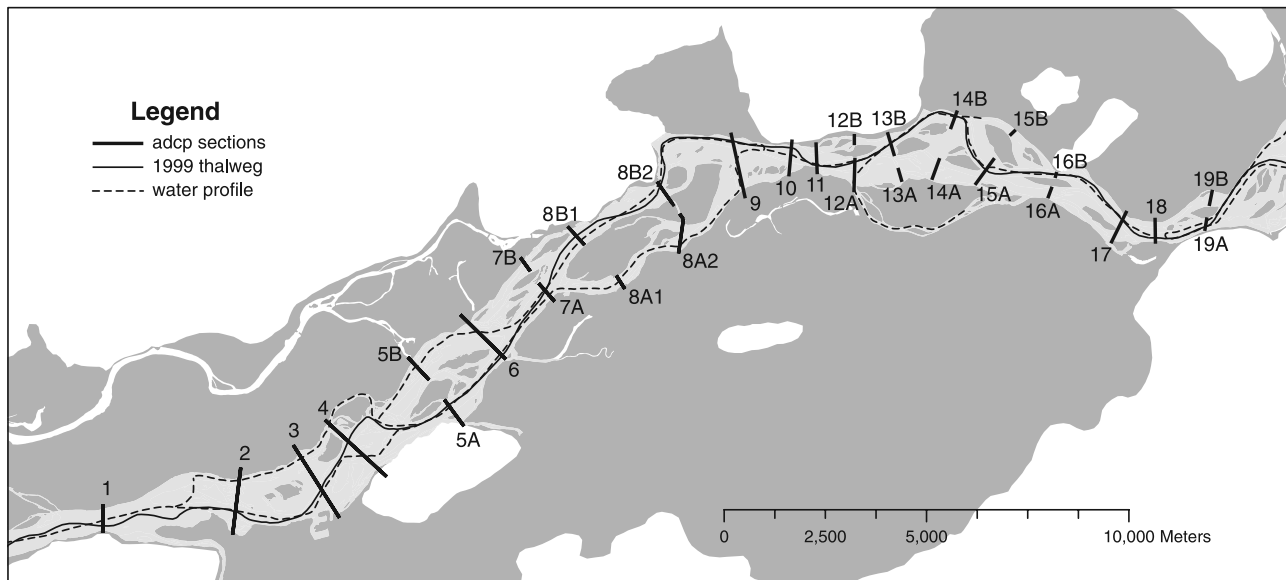 Legend
adcp sections
1999 thalweg
water profile
1
2
3
4
5B
5A
6
7B
7A
8B1
8B2
8A1
8A2
9
10
11
12B
12A
13B
13A
14B
14A
15B
15A
16B
16A
17
18
19B
19A
0 2,500 5,000 10,000 Meters